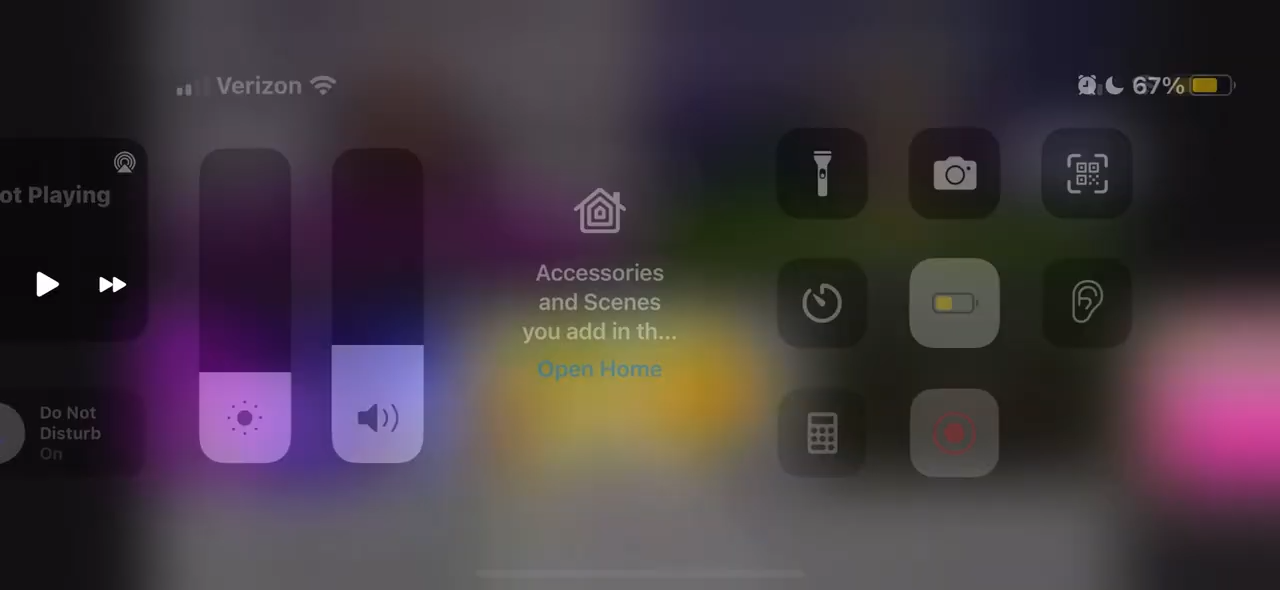 Verizon
67%
ot Playing
Accessories
and Scenes
you add in th...
Open Home
Do Not
Disturb
On